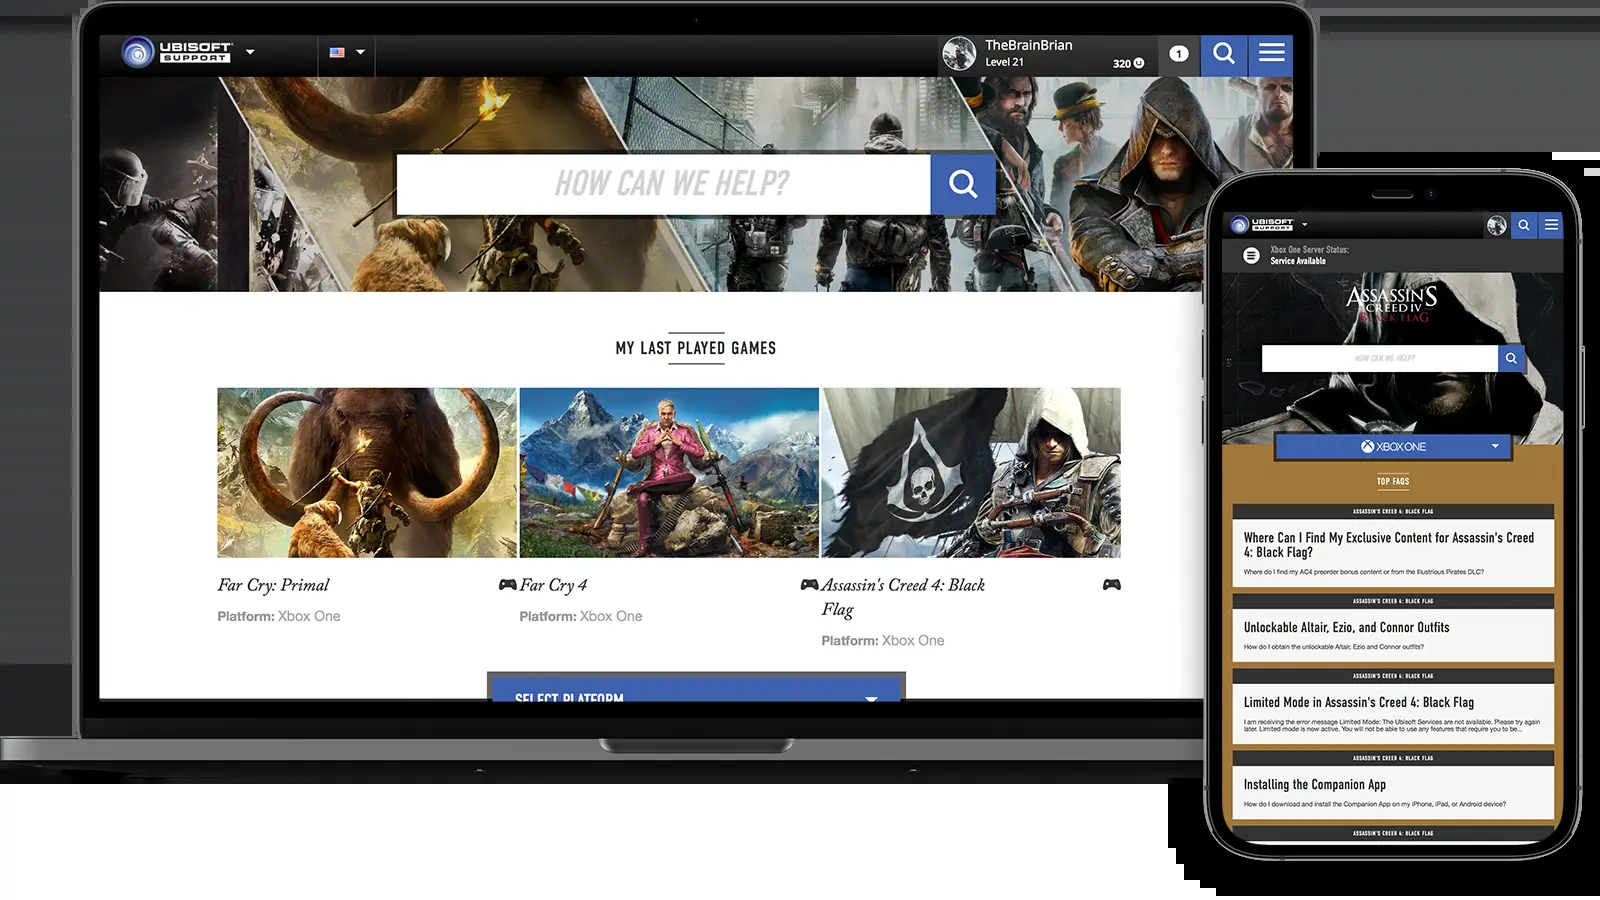 UBISOFT
SUPPORT
TheBrainBrian
Level 21
320
1
HOW CAN WE HELP?
MY LAST PLAYED GAMES
Far Cry: Primal
Platform: Xbox One
Far Cry 4
Platform: Xbox One
Assassin's Creed 4: Black
Flag
Platform: Xbox One
SELECT PLATFORM
UBISOFT
SUPPORT
Xbox One Server Status:
Service Available
ASSASSIN'S
CREED IV
BLACK FLAG
HOW CAN WE HELP?
XBOX ONE
TOP FAQS
ASSASSIN'S CREED 4: BLACK FLAG
Where Can I Find My Exclusive Content for Assassin's Creed
4: Black Flag?
Where do I find my AC4 preorder bonus content or from the Illustrious Pirates DLC?
ASSASSIN'S CREED 4: BLACK FLAG
Unlockable Altair, Ezio, and Connor Outfits
How do I obtain the unlockable Altair, Ezio and Connor outfits?
ASSASSIN'S CREED 4: BLACK FLAG
Limited Mode in Assassin's Creed 4: Black Flag
I am receiving the error message Limited Mode: The Ubisoft Services are not available. Please try again
later. Limited mode is now active. You will not be able to use any features that require you to be...
ASSASSIN'S CREED 4: BLACK FLAG
Installing the Companion App
How do I download and install the Companion App on my iPhone, iPad, or Android device?
ASSASSIN'S CREED 4: BLACK FLAG